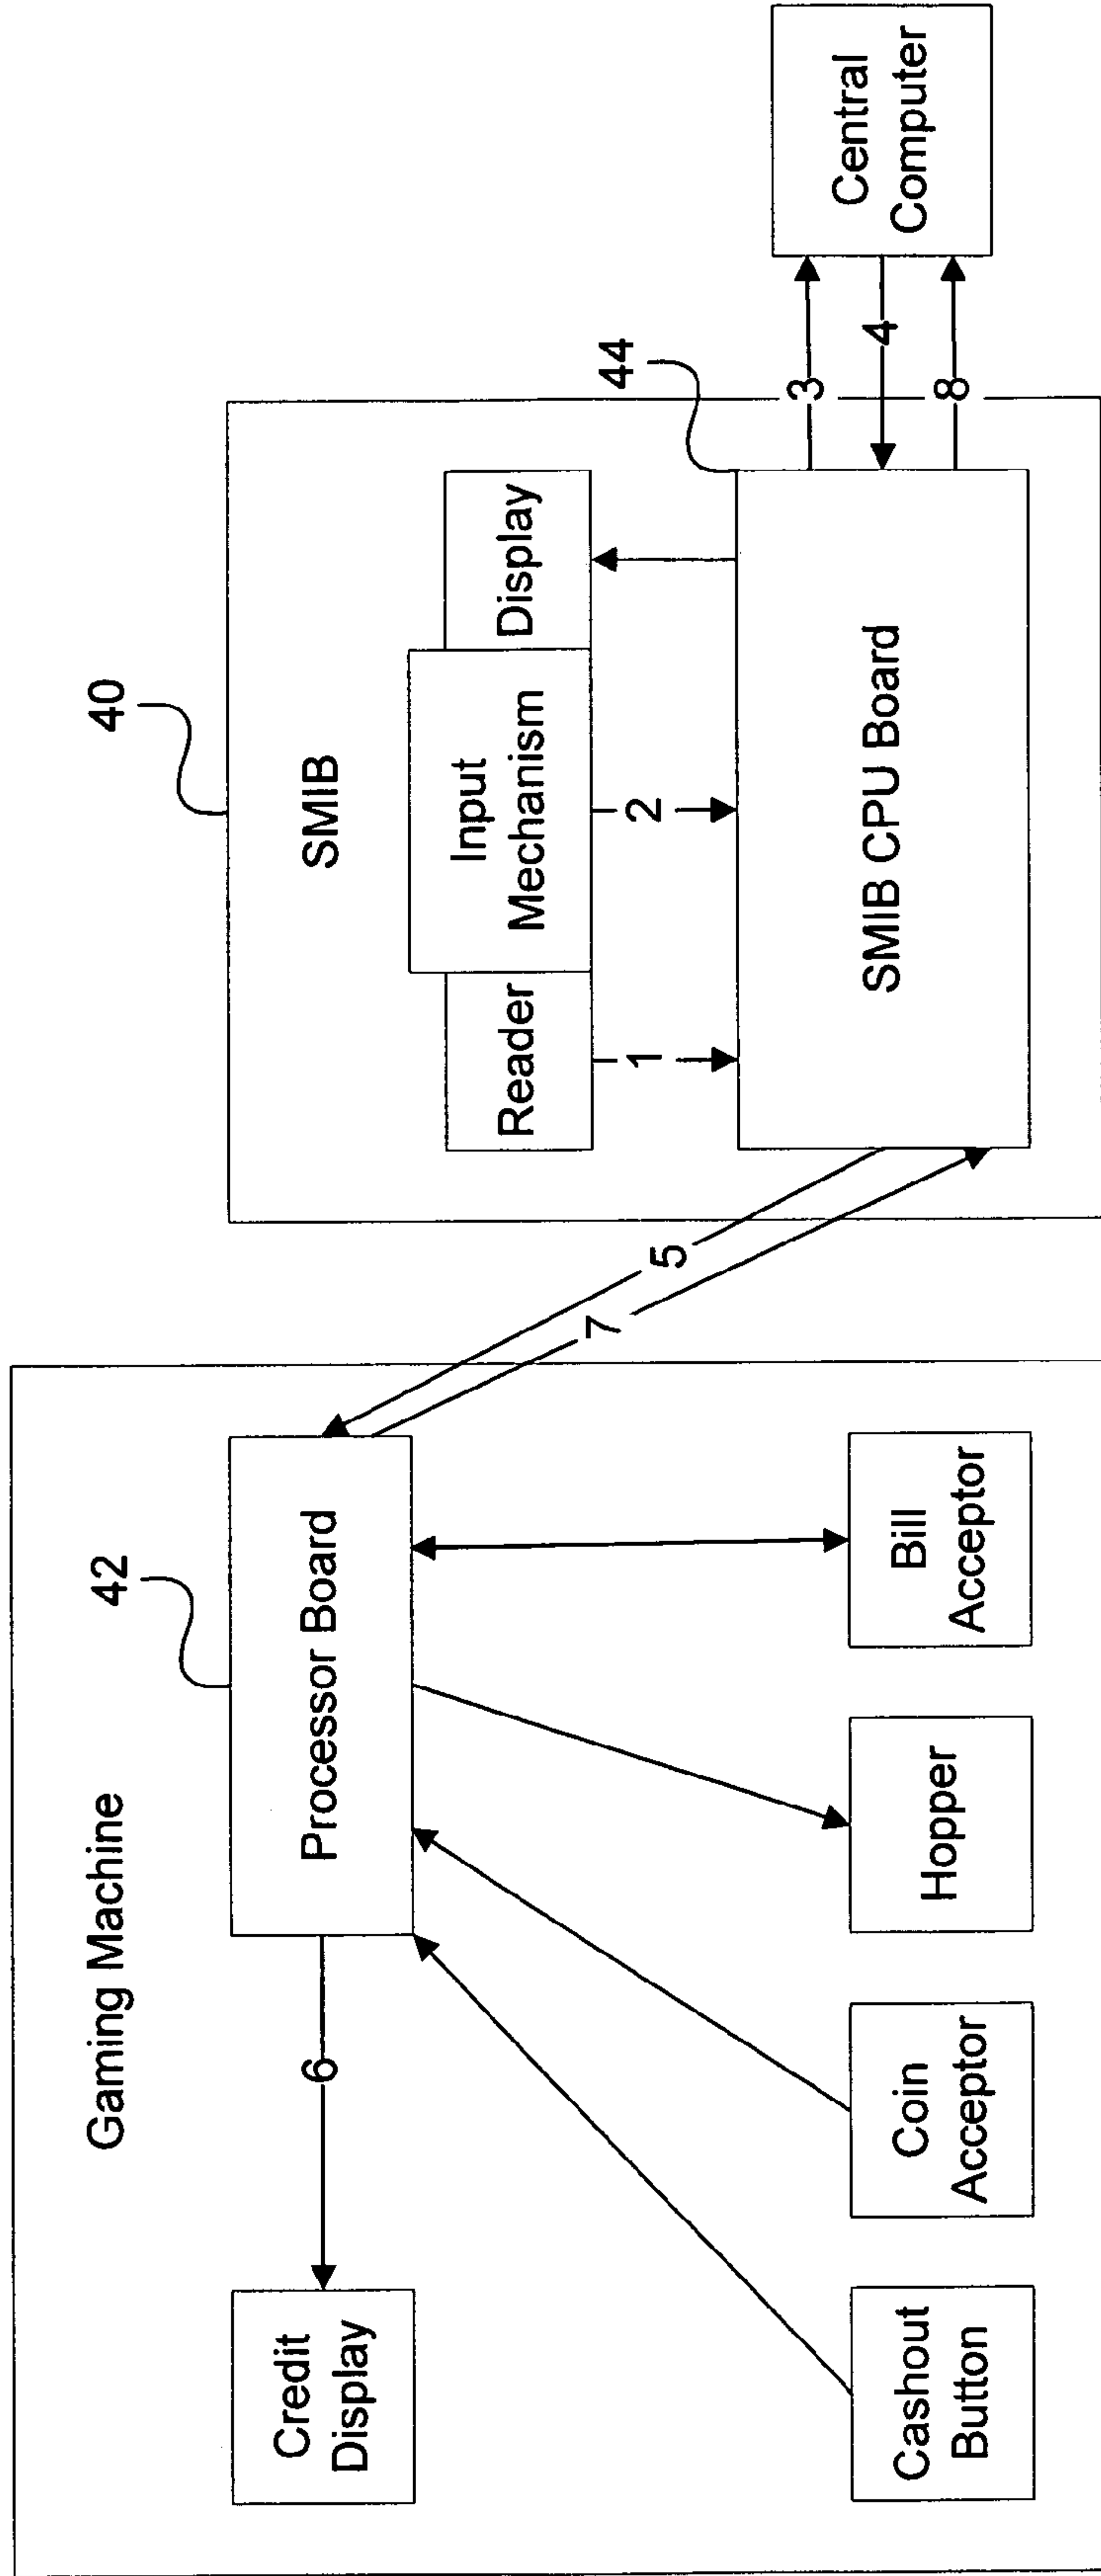 Gaming Machine
42
Credit
Display
6
Processor Board
Cashout
Button
Coin
Acceptor
Hopper
Bill
Acceptor
5
7
40
SMIB
Reader
Input
Mechanism
Display
1
2
44
SMIB CPU Board
3
4
8
Central
Computer